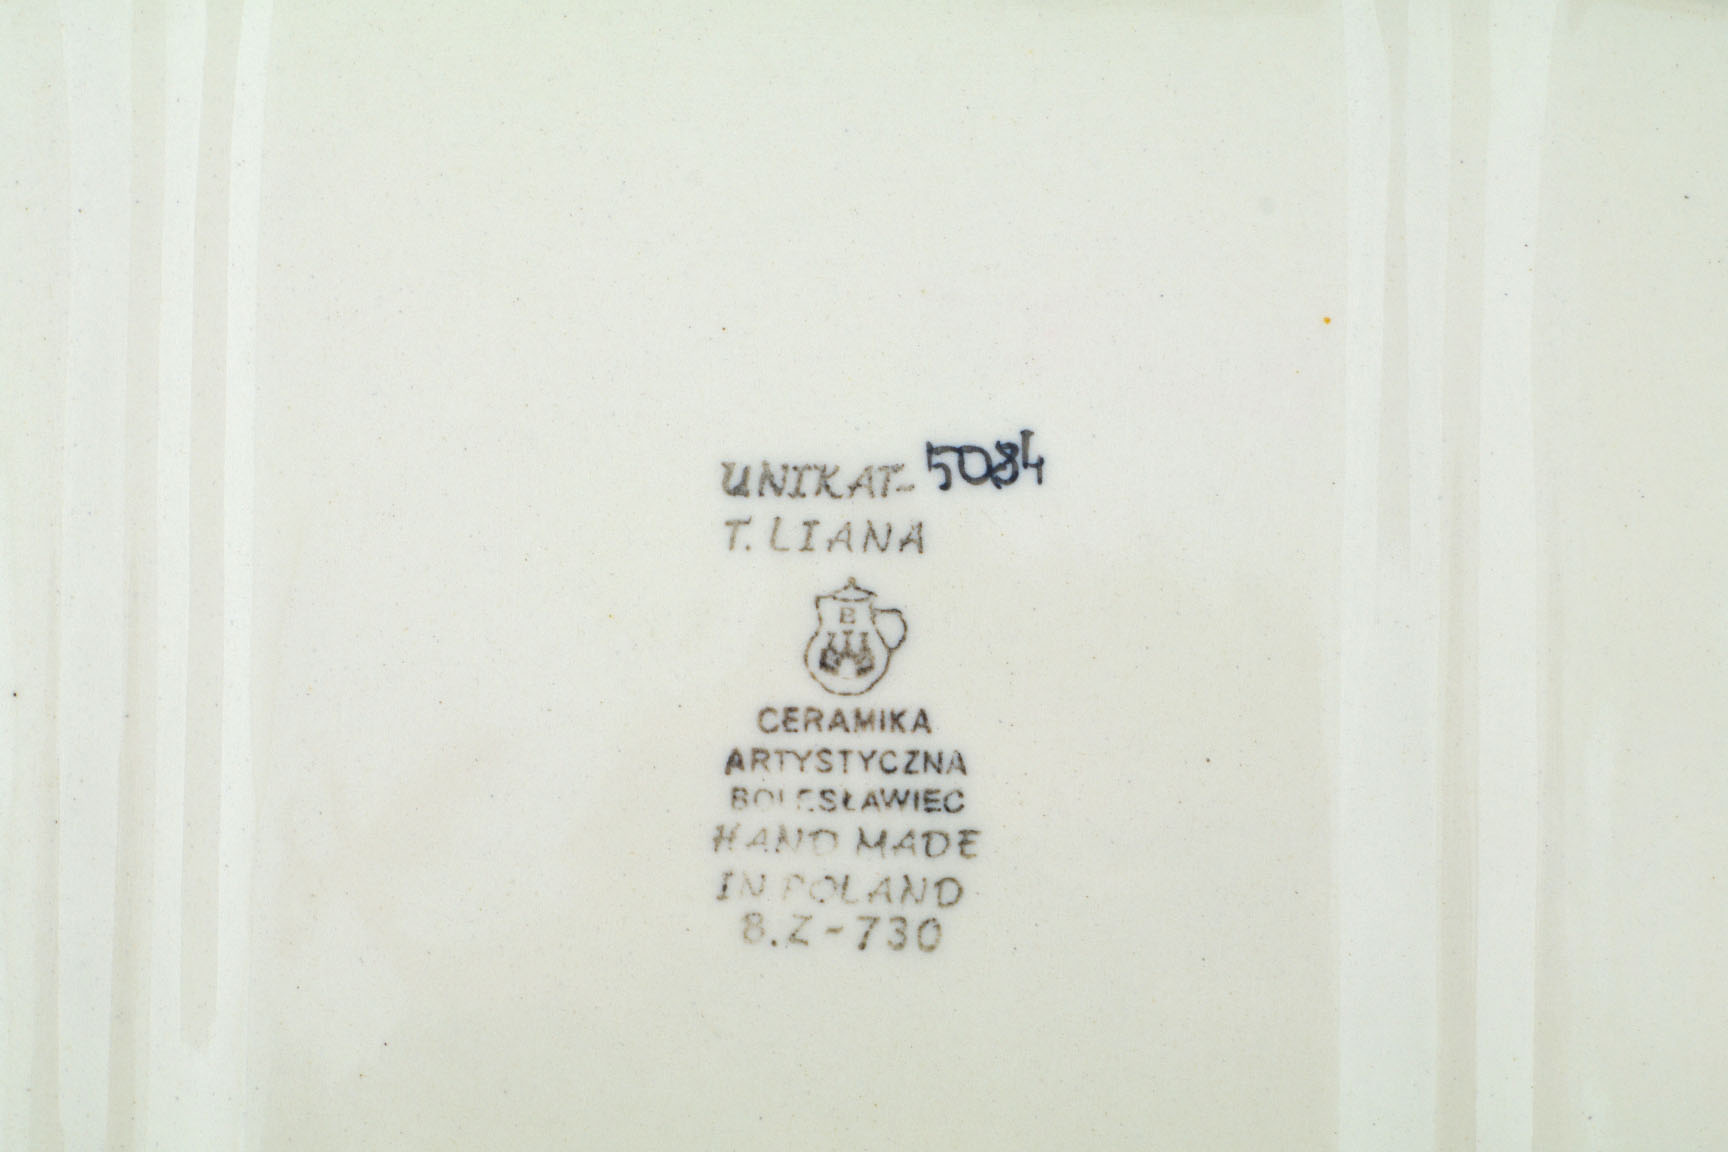 UNIKAT-5084
T. LIANA
B
CERAMIKA
ARTYSTYCZNA
BOLESŁAWIEC
HAND MADE
IN POLAND
8.Z-730